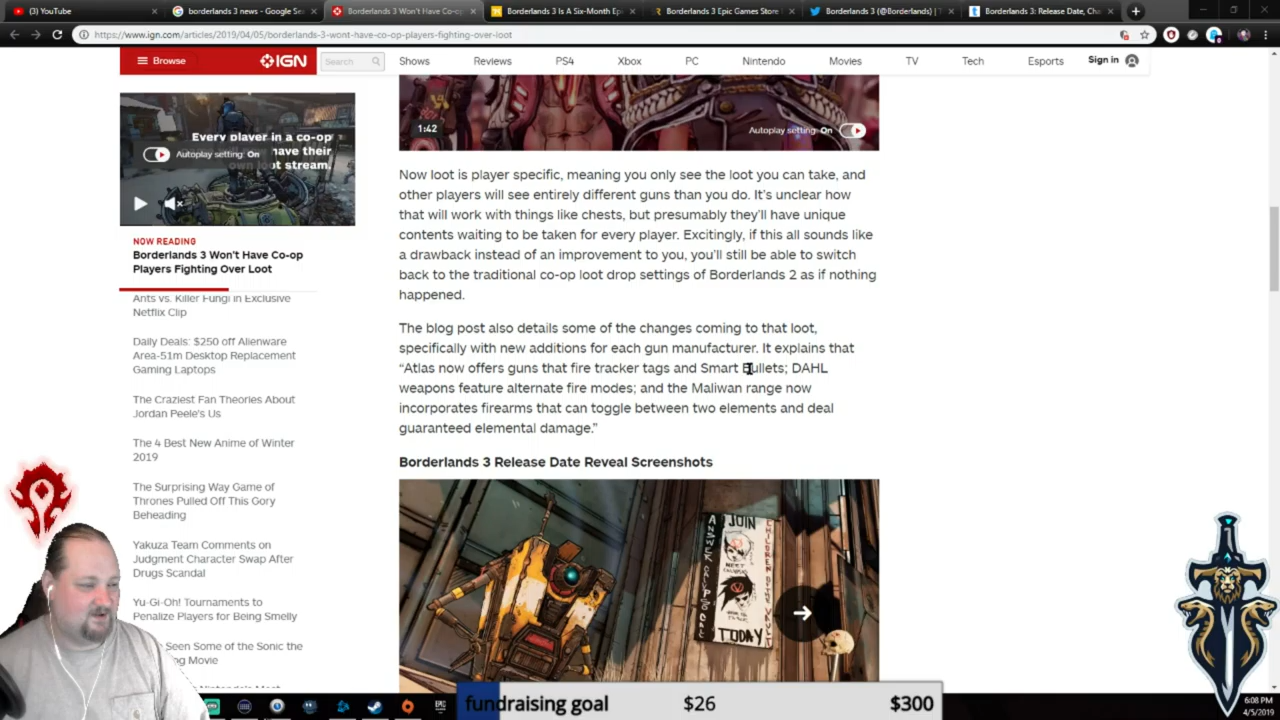 YouTube
borderlands 3 news - Google Se
Borderlands 3 Won't Have Co-o
Borderlands 3 Is A Six-Month Ep
Borderlands 3 Epic Games Store
Borderlands 3 (@Borderlands) | T
Borderlands 3: Release Date, Cha
https://www.ign.com/articles/2019/04/05/borderlands-3-wont-have-co-op-players-fighting-over-loot
Browse
IGN
Search
Shows
Reviews
PS4
Xbox
PC
Nintendo
Movies
TV
Tech
Esports
Sign in
Every player in a co-op
have their
own loot stream.
Autoplay setting: On
1:42
Autoplay setting: On
NOW READING
Borderlands 3 Won't Have Co-op
Players Fighting Over Loot
Ants vs. Killer Fungi in Exclusive
Netflix Clip
Daily Deals: $250 off Alienware
Area-51m Desktop Replacement
Gaming Laptops
The Craziest Fan Theories About
Jordan Peele's Us
The 4 Best New Anime of Winter
2019
The Surprising Way Game of
Thrones Pulled Off This Gory
Beheading
Yakuza Team Comments on
Judgment Character Swap After
Drugs Scandal
Yu-Gi-Oh! Tournaments to
Penalize Players for Being Smelly
Seen Some of the Sonic the
Movie
Now loot is player specific, meaning you only see the loot you can take, and
other players will see entirely different guns than you do. It's unclear how
that will work with things like chests, but presumably they'll have unique
contents waiting to be taken for every player. Excitingly, if this all sounds like
a drawback instead of an improvement to you, you'll still be able to switch
back to the traditional co-op loot drop settings of Borderlands 2 as if nothing
happened.
The blog post also details some of the changes coming to that loot,
specifically with new additions for each gun manufacturer. It explains that
“Atlas now offers guns that fire tracker tags and Smart Bullets; DAHL
weapons feature alternate fire modes; and the Maliwan range now
incorporates firearms that can toggle between two elements and deal
guaranteed elemental damage.”
Borderlands 3 Release Date Reveal Screenshots
JOIN
TODAY
fundraising goal
$26
$300
6:08 PM
4/5/2019